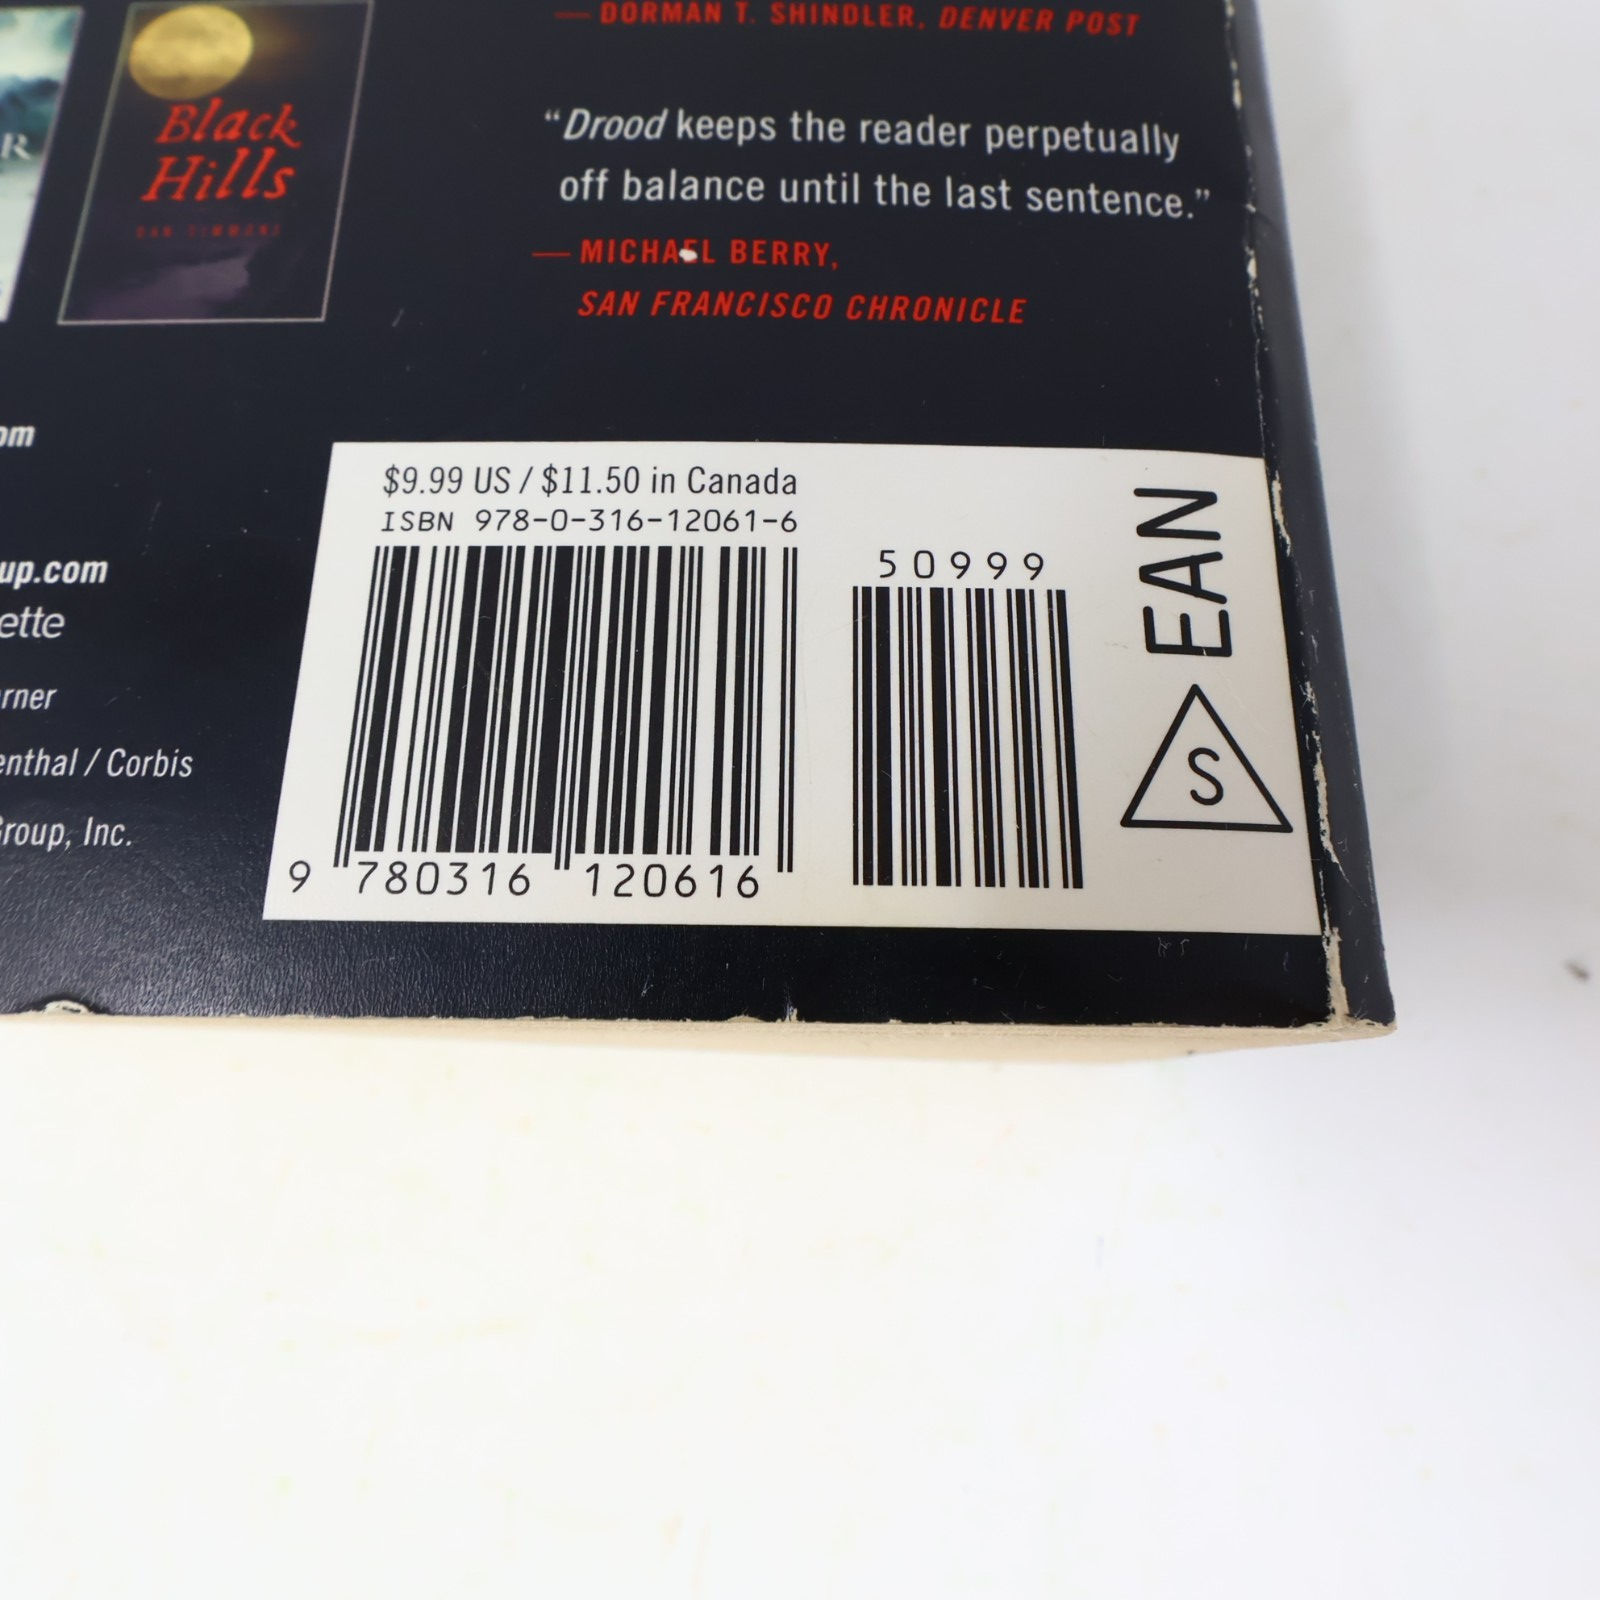 — DORMAN T. SHINDLER, DENVER POST
R
Black
Hills
DAN SIMMONS
“Drood keeps the reader perpetually
off balance until the last sentence.”
— MICHAEL BERRY,
SAN FRANCISCO CHRONICLE
om
up.com
ette
rner
enthal / Corbis
Group, Inc.
$9.99 US / $11.50 in Canada
ISBN 978-0-316-12061-6
50999
9 780316 120616
EAN
S